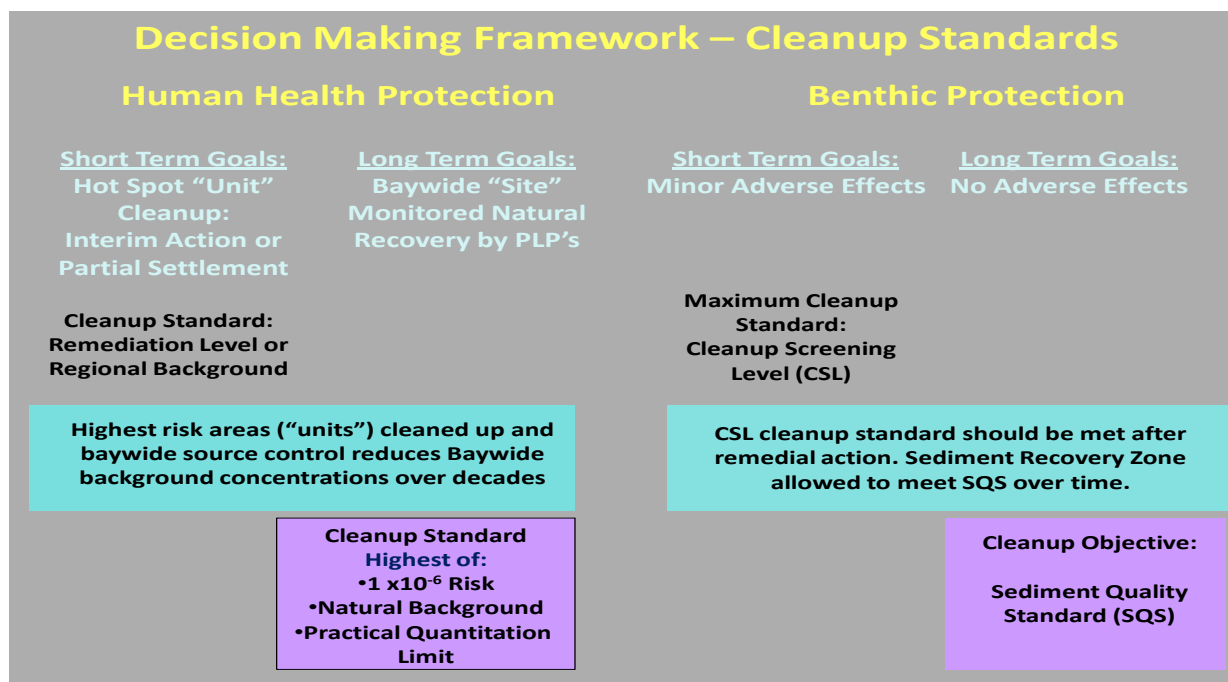 Decision Making Framework – Cleanup Standards
Human Health Protection
Benthic Protection
Short Term Goals:
Hot Spot “Unit”
Cleanup:
Interim Action or
Partial Settlement
Long Term Goals:
Baywide “Site”
Monitored Natural
Recovery by PLP’s
Short Term Goals:
Minor Adverse Effects
Long Term Goals:
No Adverse Effects
Cleanup Standard:
Remediation Level or
Regional Background
Maximum Cleanup
Standard:
Cleanup Screening
Level (CSL)
Highest risk areas (“units”) cleaned up and
baywide source control reduces Baywide
background concentrations over decades
CSL cleanup standard should be met after
remedial action. Sediment Recovery Zone
allowed to meet SQS over time.
Cleanup Standard
Highest of:
•1 x10⁻⁶ Risk
•Natural Background
•Practical Quantitation
Limit
Cleanup Objective:
Sediment Quality
Standard (SQS)